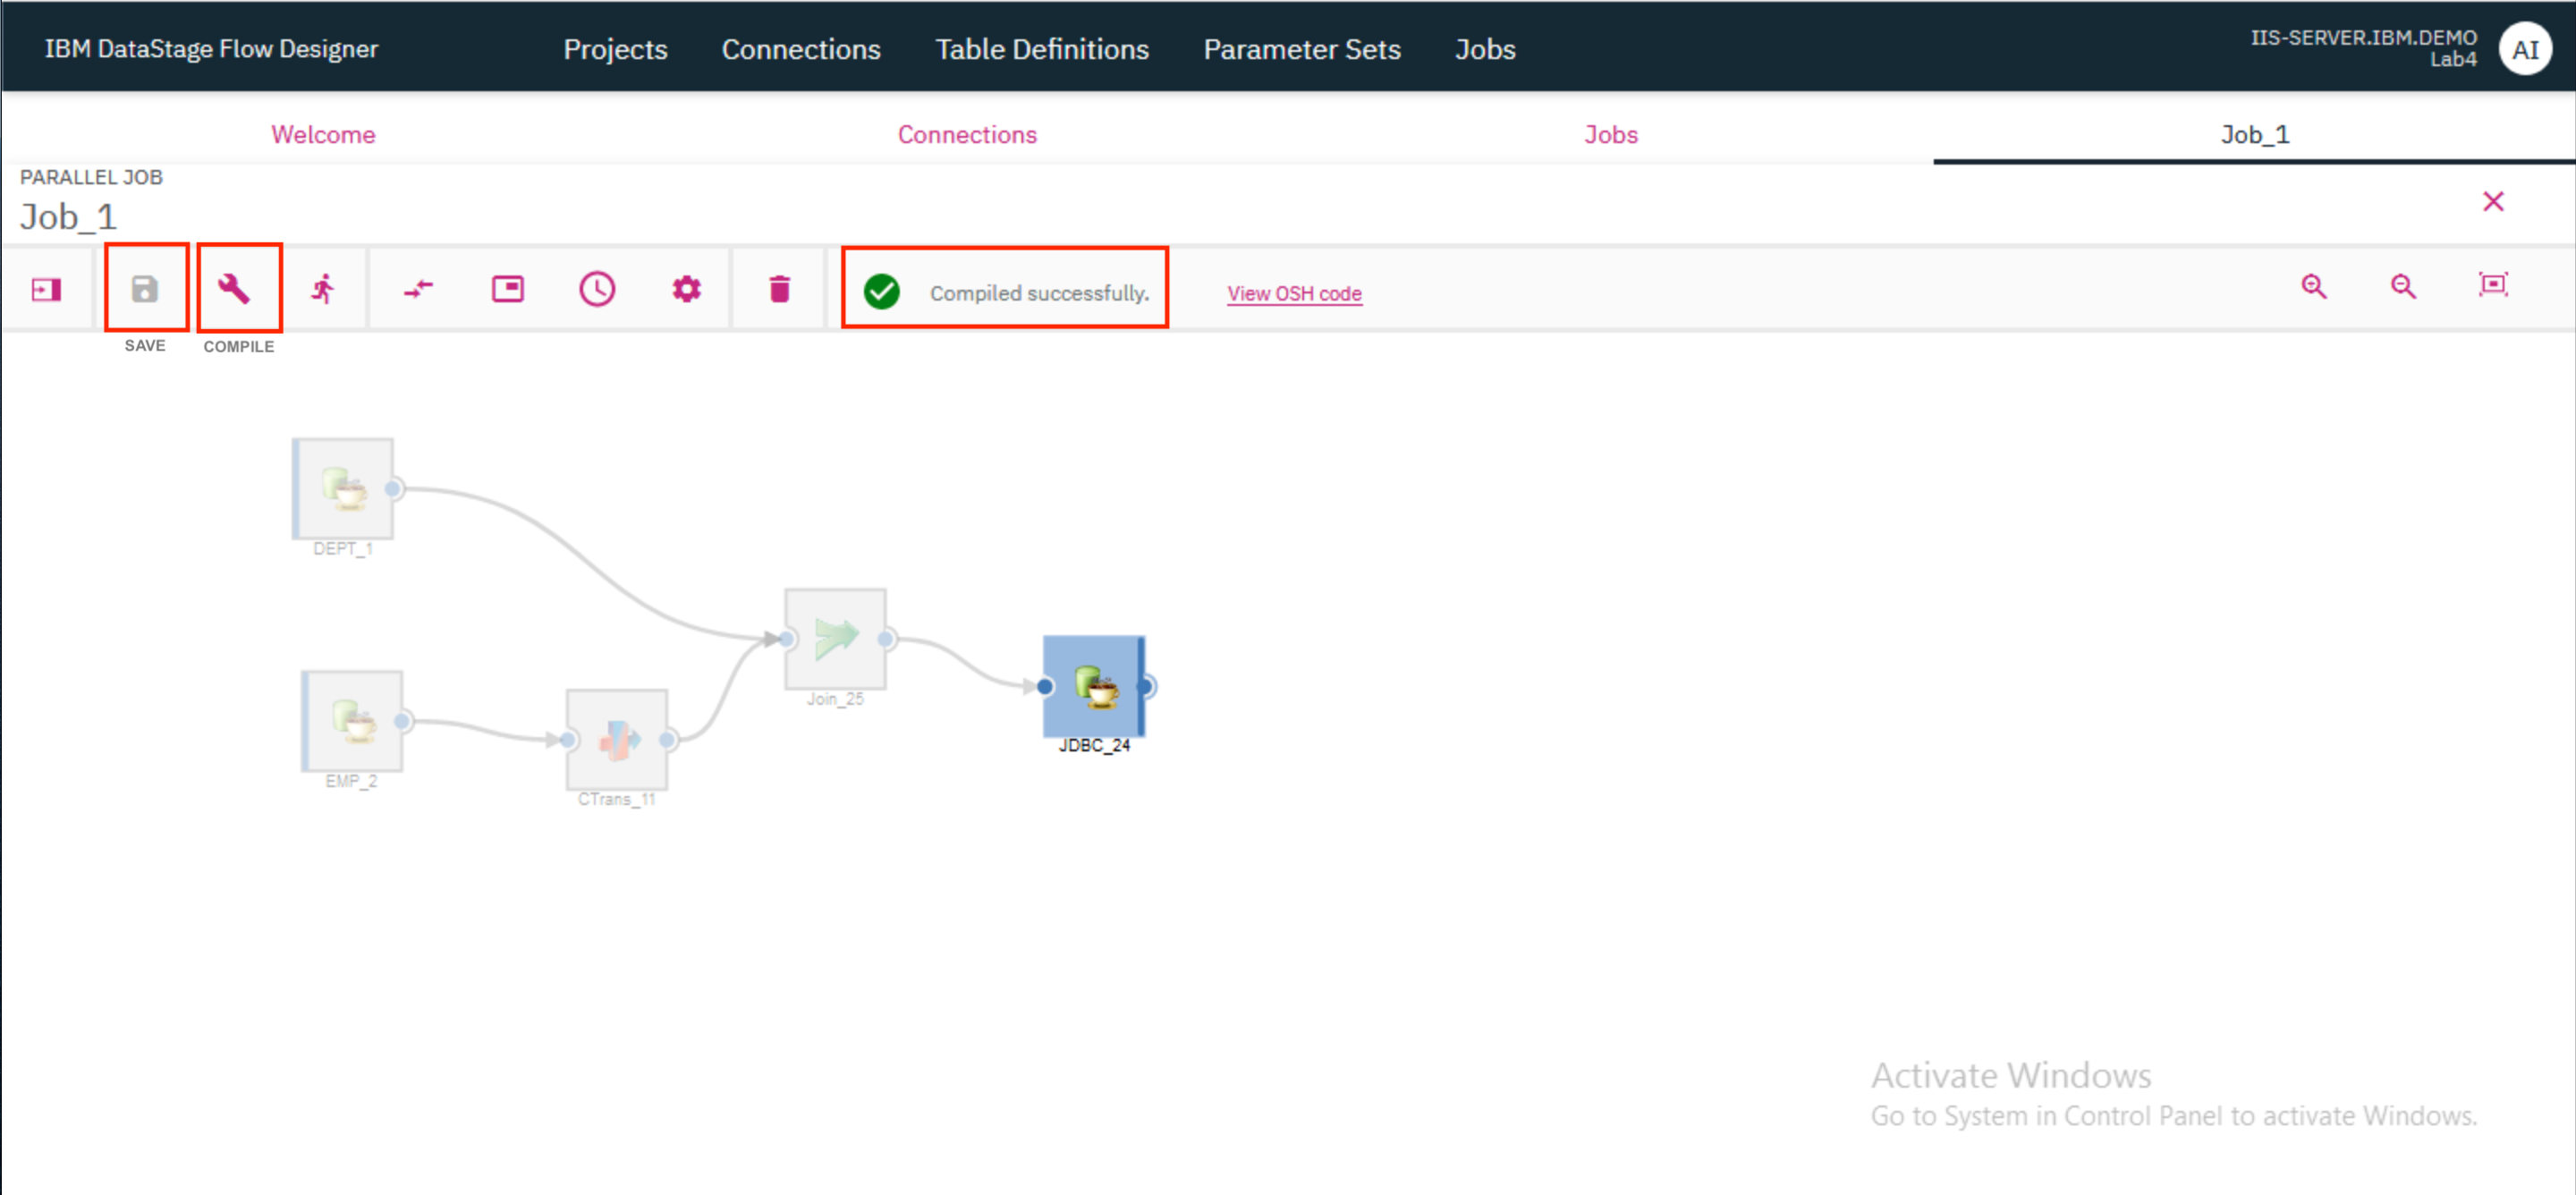 IBM DataStage Flow Designer
Projects
Connections
Table Definitions
Parameter Sets
Jobs
IIS-SERVER.IBM.DEMO
Lab4
AI
Welcome
Connections
Jobs
Job_1
PARALLEL JOB
Job_1
Compiled successfully.
View OSH code
SAVE
COMPILE
DEPT_1
Join_25
JDBC_24
EMP_2
CTrans_11
Activate Windows
Go to System in Control Panel to activate Windows.